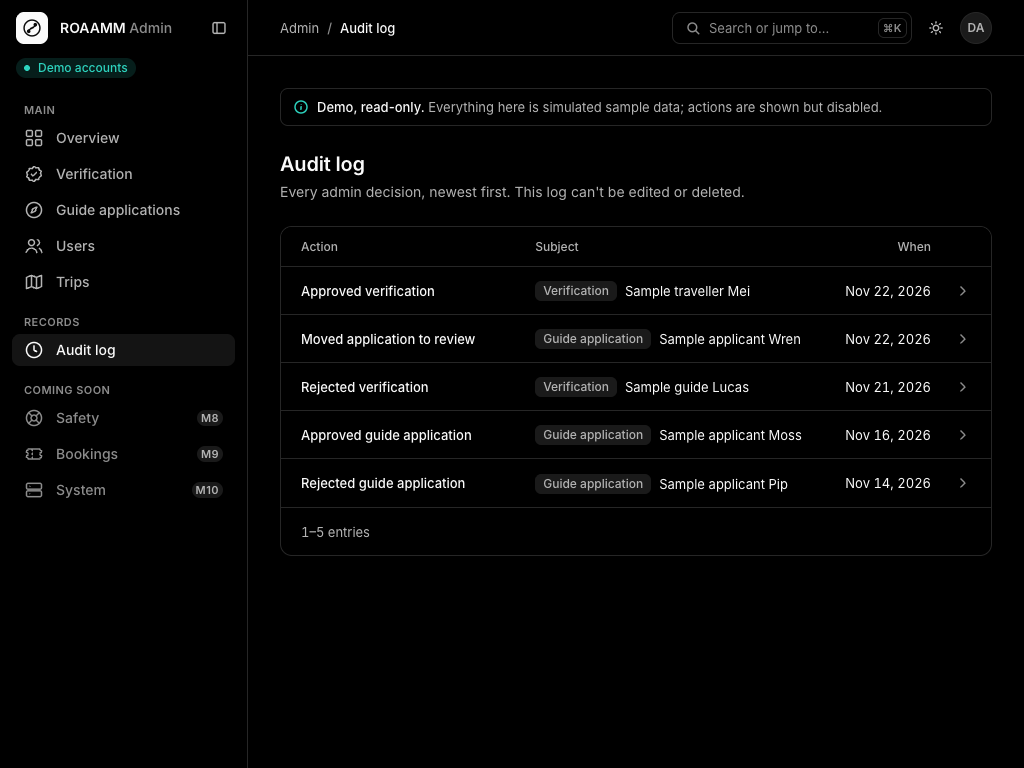 ROAAMM Admin
Demo accounts
MAIN
Overview
Verification
Guide applications
Users
Trips
RECORDS
Audit log
COMING SOON
Safety M8
Bookings M9
System M10
Admin / Audit log
Search or jump to... ⌘K
DA
Demo, read-only. Everything here is simulated sample data; actions are shown but disabled.
Audit log
Every admin decision, newest first. This log can't be edited or deleted.
Action Subject When
Approved verification Verification Sample traveller Mei Nov 22, 2026
Moved application to review Guide application Sample applicant Wren Nov 22, 2026
Rejected verification Verification Sample guide Lucas Nov 21, 2026
Approved guide application Guide application Sample applicant Moss Nov 16, 2026
Rejected guide application Guide application Sample applicant Pip Nov 14, 2026
1–5 entries